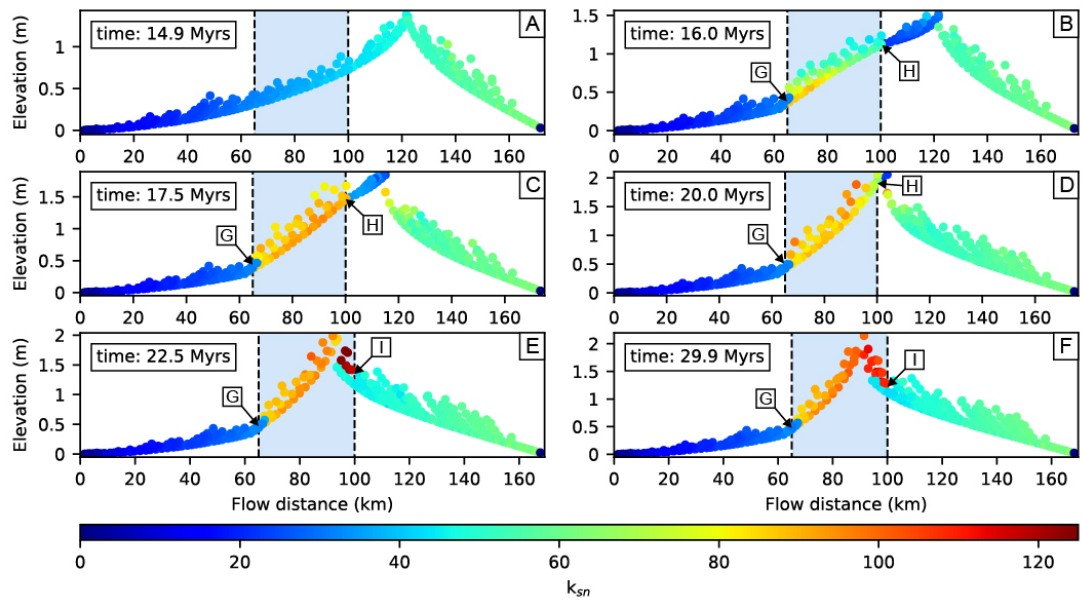 Elevation (m)
time: 14.9 Myrs
A
1
0.5
0
0 20 40 60 80 100 120 140 160
time: 16.0 Myrs
B
1.5
1
0.5
0
G
H
0 20 40 60 80 100 120 140 160
Elevation (m)
time: 17.5 Myrs
C
1.5
1
0.5
0
G
H
0 20 40 60 80 100 120 140 160
time: 20.0 Myrs
D
2
1.5
1
0.5
0
G
H
0 20 40 60 80 100 120 140 160
Elevation (m)
time: 22.5 Myrs
E
2
1.5
1
0.5
0
G
I
0 20 40 60 80 100 120 140 160
Flow distance (km)
time: 29.9 Myrs
F
2
1.5
1
0.5
0
G
I
0 20 40 60 80 100 120 140 160
Flow distance (km)
0 20 40 60 80 100 120
k_sn